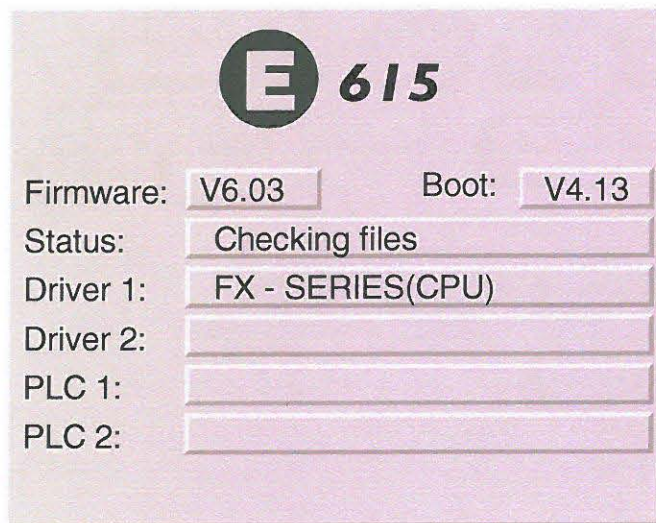 E 615
Firmware: V6.03 Boot: V4.13
Status: Checking files
Driver 1: FX - SERIES(CPU)
Driver 2:
PLC 1:
PLC 2: